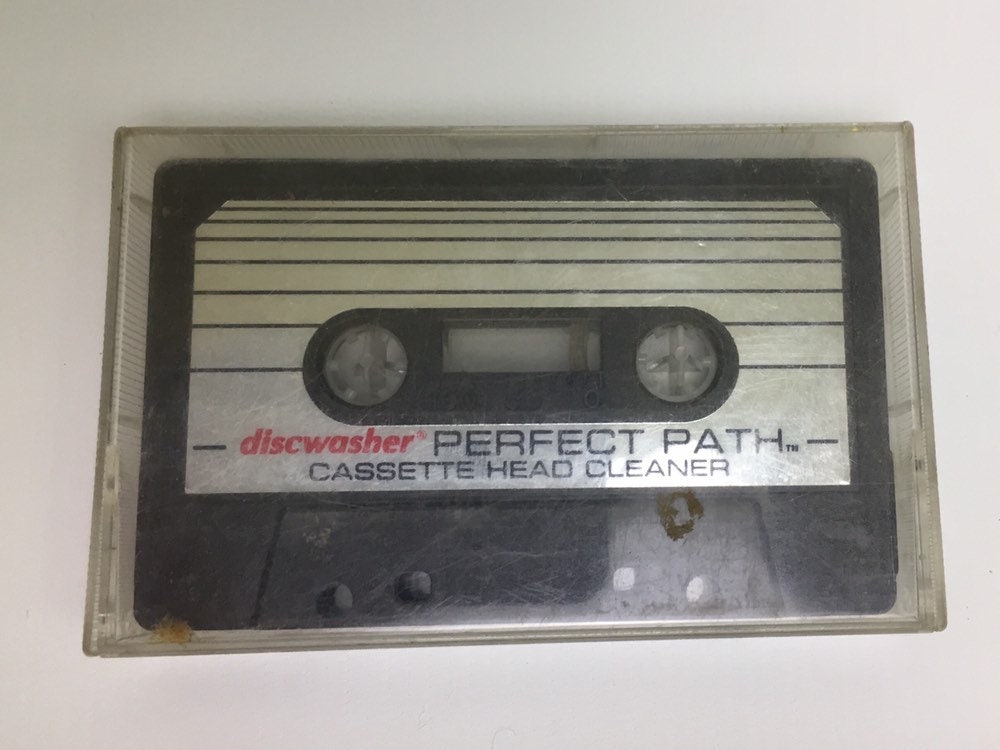 — discwasher® PERFECT PATH™ —
CASSETTE HEAD CLEANER